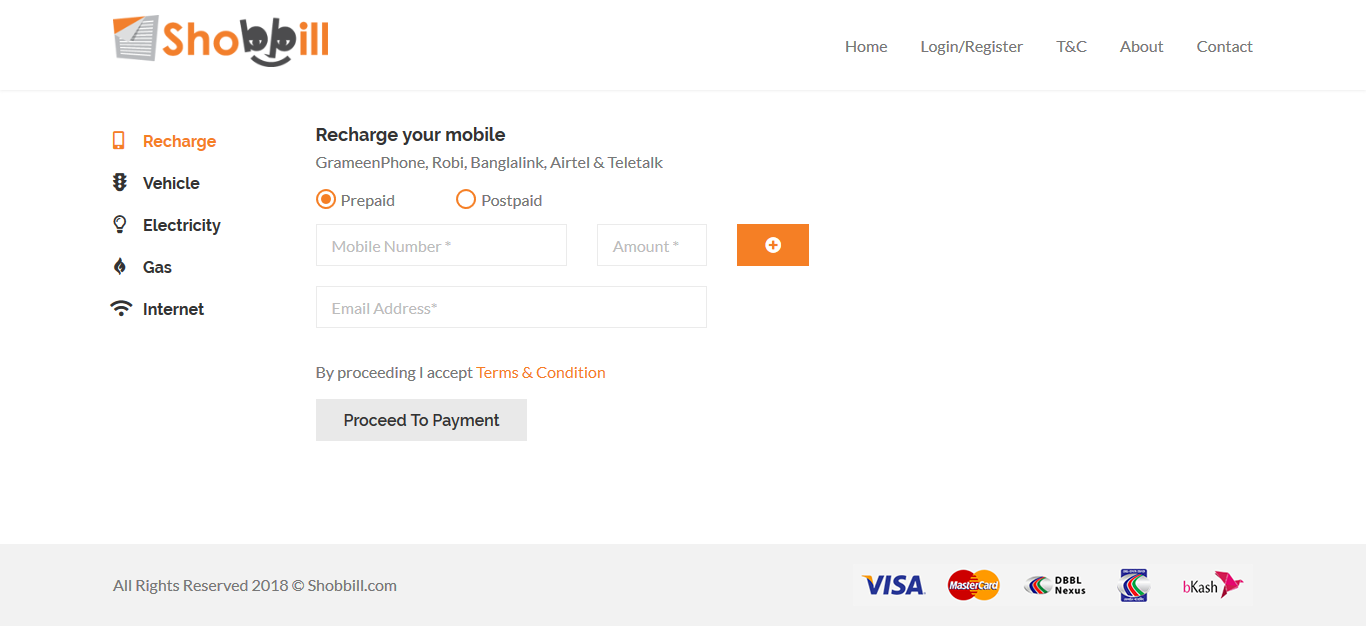 Shobbill
Home Login/Register T&C About Contact
Recharge
Vehicle
Electricity
Gas
Internet
Recharge your mobile
GrameenPhone, Robi, Banglalink, Airtel & Teletalk
Prepaid Postpaid
Mobile Number * Amount *
Email Address*
By proceeding I accept Terms & Condition
Proceed To Payment
All Rights Reserved 2018 © Shobbill.com
VISA MasterCard DBBL Nexus bKash